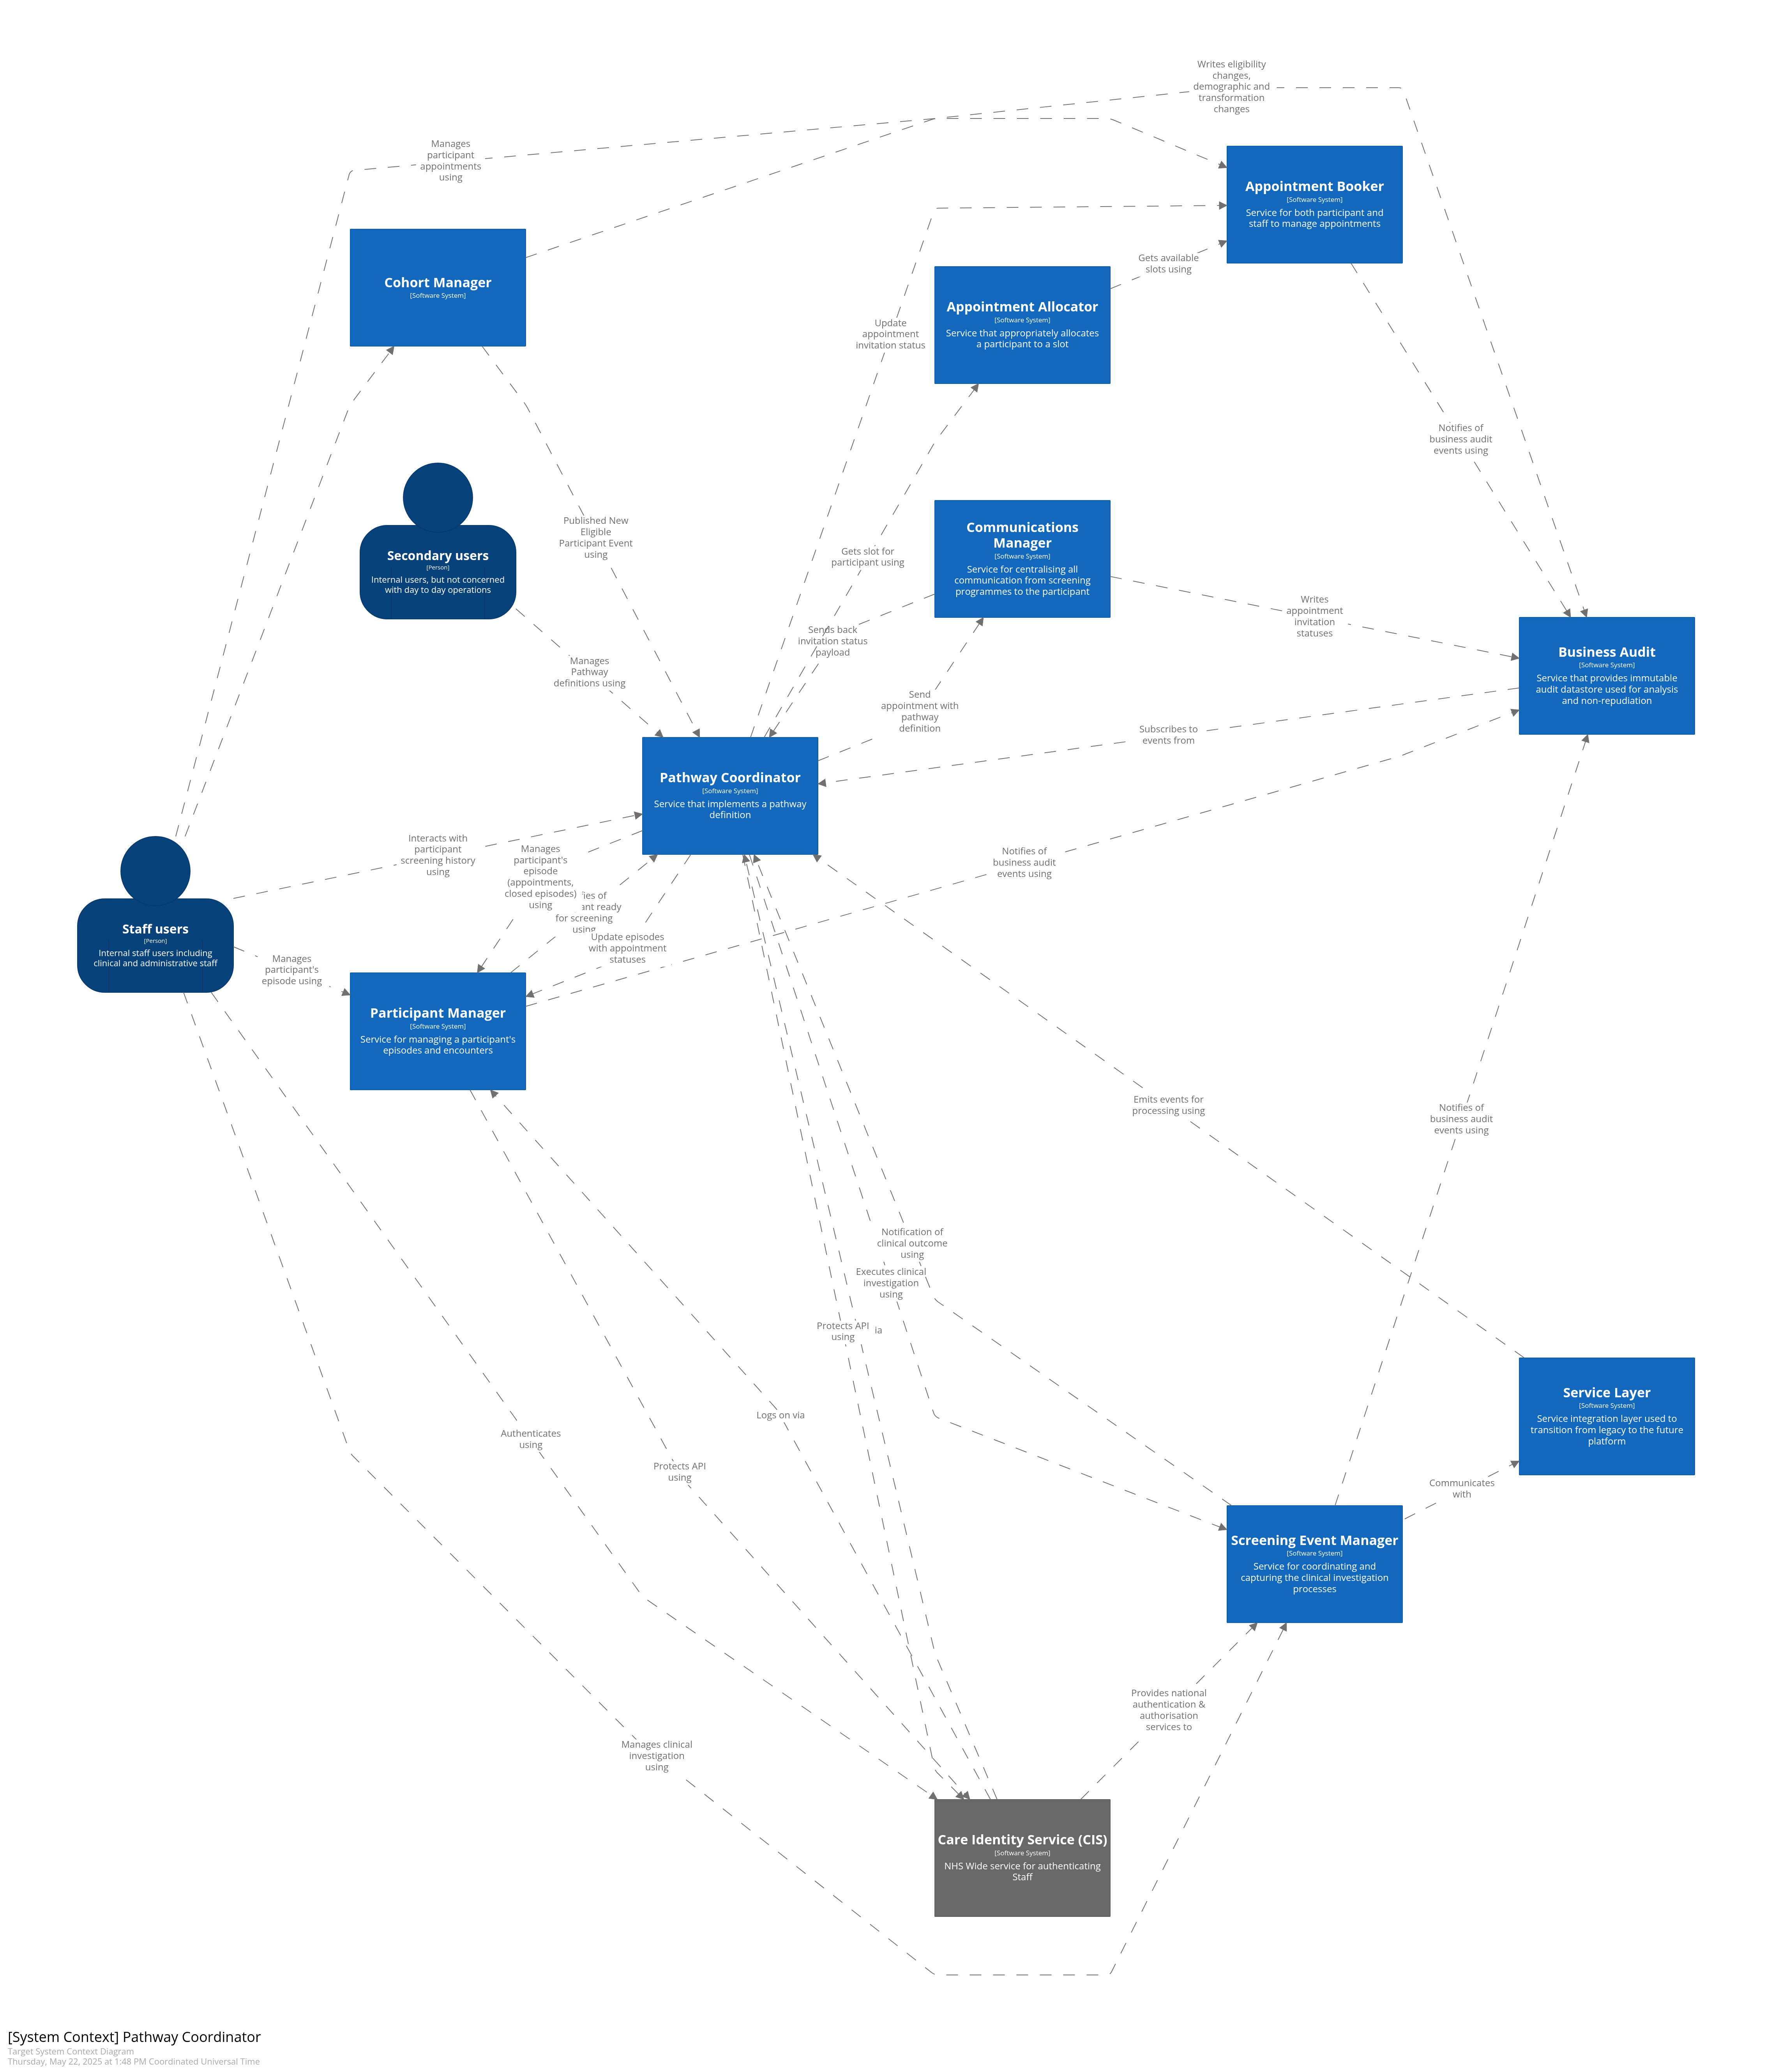 Writes eligibility
changes,
demographic and
transformation
changes
Manages
participant
appointments
using
Appointment Booker
[Software System]
Service for both participant and
staff to manage appointments
Cohort Manager
[Software System]
Gets available
slots using
Appointment Allocator
[Software System]
Service that appropriately allocates
a participant to a slot
Update
appointment
invitation status
Notifies of
business audit
events using
Published New
Eligible
Participant Event
using
Secondary users
[Person]
Internal users, but not concerned
with day to day operations
Gets slot for
participant using
Communications
Manager
[Software System]
Service for centralising all
communication from screening
programmes to the participant
Writes
appointment
invitation
statuses
Sends back
invitation status
payload
Manages
Pathway
definitions using
Business Audit
[Software System]
Service that provides immutable
audit datastore used for analysis
and non-repudiation
Send
appointment with
pathway
definition
Subscribes to
events from
Pathway Coordinator
[Software System]
Service that implements a pathway
definition
Interacts with
participant
screening history
using
Manages
participant's
episode
(appointments,
closed episodes)
using
ies of
ant ready
for screening
using
Update episodes
with appointment
statuses
Notifies of
business audit
events using
Staff users
[Person]
Internal staff users including
clinical and administrative staff
Manages
participant's
episode using
Participant Manager
[Software System]
Service for managing a participant's
episodes and encounters
Emits events for
processing using
Notifies of
business audit
events using
Notification of
clinical outcome
using
Executes clinical
investigation
using
Protects API
using
ia
Service Layer
[Software System]
Service integration layer used to
transition from legacy to the future
platform
Logs on via
Authenticates
using
Protects API
using
Communicates
with
Screening Event Manager
[Software System]
Service for coordinating and
capturing the clinical investigation
processes
Provides national
authentication &
authorisation
services to
Manages clinical
investigation
using
Care Identity Service (CIS)
[Software System]
NHS Wide service for authenticating
Staff
[System Context] Pathway Coordinator
Target System Context Diagram
Thursday, May 22, 2025 at 1:48 PM Coordinated Universal Time